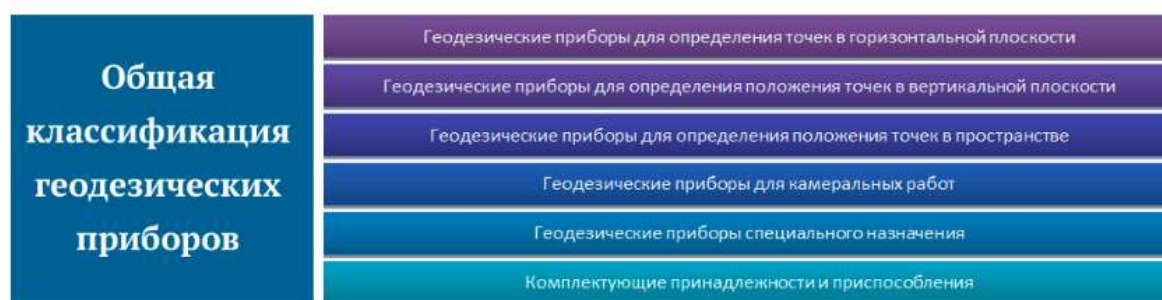 Общая
классификация
геодезических
приборов
Геодезические приборы для определения точек в горизонтальной плоскости
Геодезические приборы для определения положения точек в вертикальной плоскости
Геодезические приборы для определения положения точек в пространстве
Геодезические приборы для камеральных работ
Геодезические приборы специального назначения
Комплектующие принадлежности и приспособления